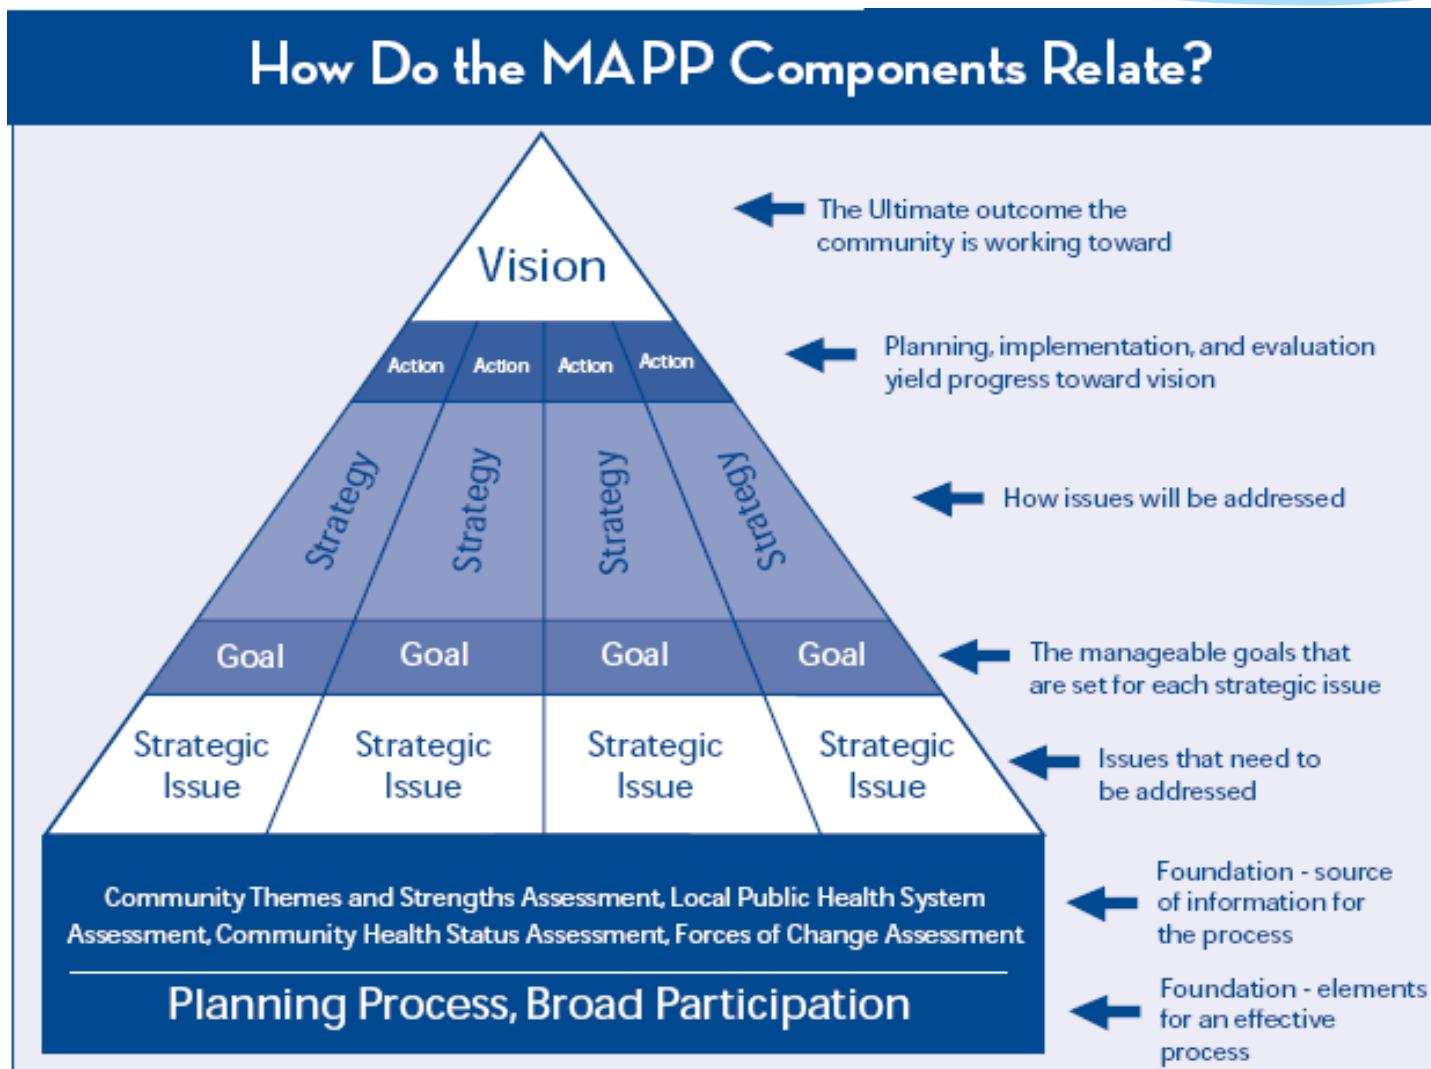 How Do the MAPP Components Relate?
Vision
The Ultimate outcome the
community is working toward
Action Action Action Action
Planning, implementation, and evaluation
yield progress toward vision
Strategy Strategy Strategy Strategy
How issues will be addressed
Goal Goal Goal Goal
The manageable goals that
are set for each strategic issue
Strategic Strategic Strategic Strategic
Issue Issue Issue Issue
Issues that need to
be addressed
Community Themes and Strengths Assessment, Local Public Health System
Assessment, Community Health Status Assessment, Forces of Change Assessment
Foundation - source
of information for
the process
Planning Process, Broad Participation
Foundation - elements
for an effective
process